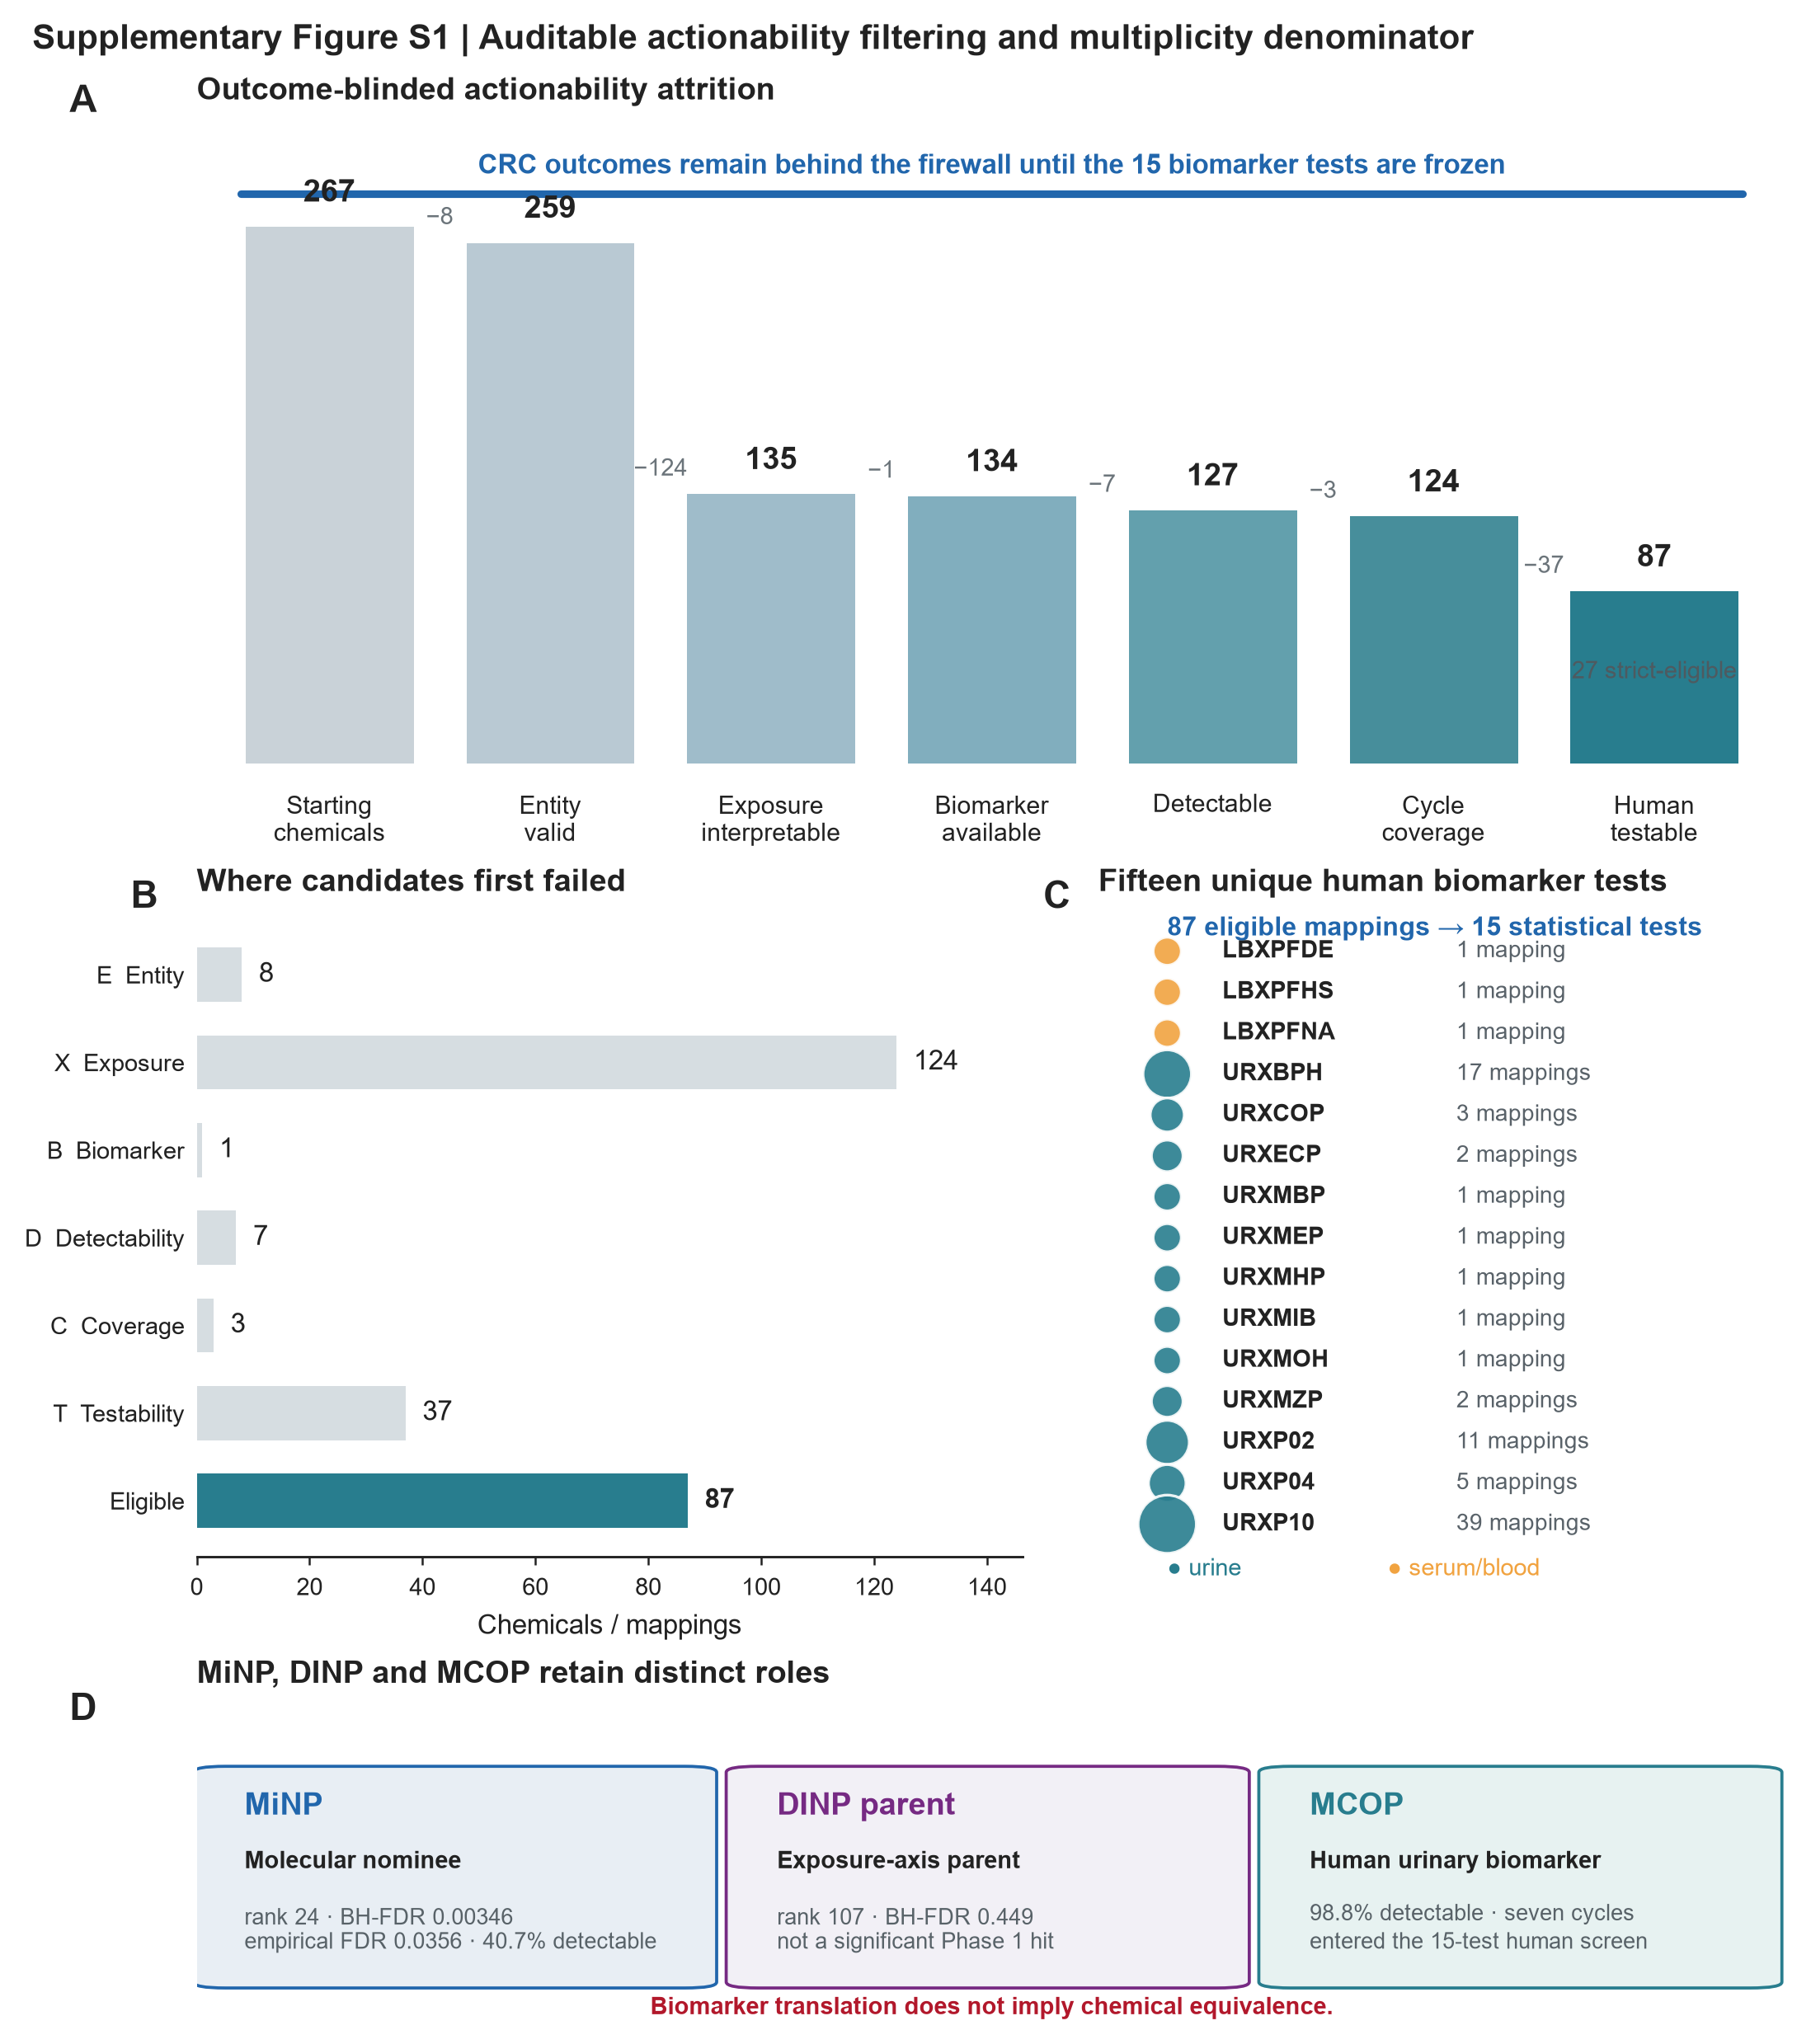 Supplementary Figure S1 | Auditable actionability filtering and multiplicity denominator
A
Outcome-blinded actionability attrition
CRC outcomes remain behind the firewall until the 15 biomarker tests are frozen
267
−8
259
−124
135
−1
134
−7
127
−3
124
−37
87
27 strict-eligible
Starting
chemicals
Entity
valid
Exposure
interpretable
Biomarker
available
Detectable
Cycle
coverage
Human
testable
B
Where candidates first failed
E Entity
8
X Exposure
124
B Biomarker
1
D Detectability
7
C Coverage
3
T Testability
37
Eligible
87
0 20 40 60 80 100 120 140
Chemicals / mappings
C
Fifteen unique human biomarker tests
87 eligible mappings → 15 statistical tests
LBXPFDE 1 mapping
LBXPFHS 1 mapping
LBXPFNA 1 mapping
URXBPH 17 mappings
URXCOP 3 mappings
URXECP 2 mappings
URXMBP 1 mapping
URXMEP 1 mapping
URXMHP 1 mapping
URXMIB 1 mapping
URXMOH 1 mapping
URXMZP 2 mappings
URXP02 11 mappings
URXP04 5 mappings
URXP10 39 mappings
• urine • serum/blood
D
MiNP, DINP and MCOP retain distinct roles
MiNP
Molecular nominee
rank 24 · BH-FDR 0.00346
empirical FDR 0.0356 · 40.7% detectable
DINP parent
Exposure-axis parent
rank 107 · BH-FDR 0.449
not a significant Phase 1 hit
MCOP
Human urinary biomarker
98.8% detectable · seven cycles
entered the 15-test human screen
Biomarker translation does not imply chemical equivalence.